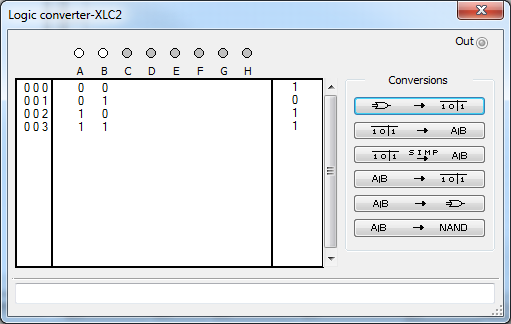 Logic converter-XLC2
Out
A B C D E F G H
000 0 0 1
001 0 1 0
002 1 0 1
003 1 1 1
Conversions
→ 10|1
10|1 → A|B
10|1 SIMP → A|B
A|B → 10|1
A|B →
A|B → NAND